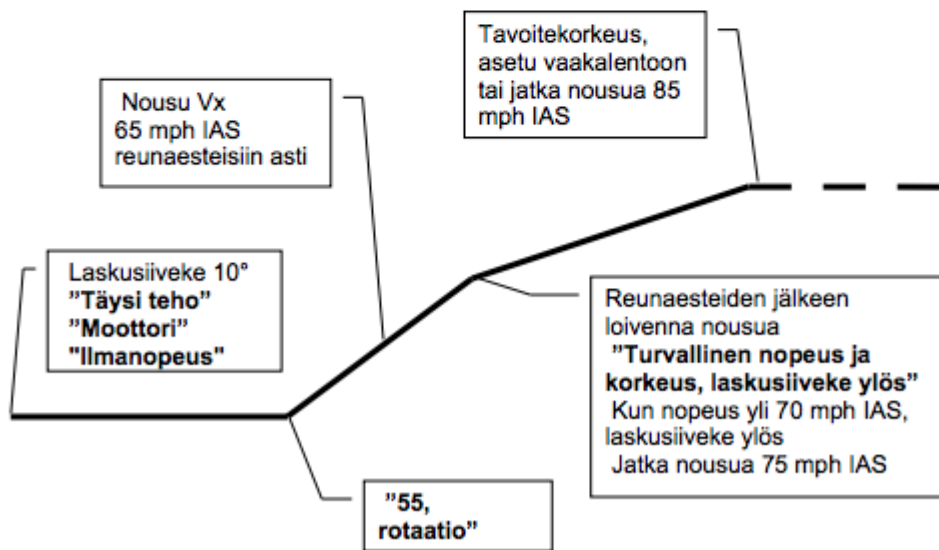 Tavoitekorkeus,
asetu vaakalentoon
tai jatka nousua 85
mph IAS
Nousu Vx
65 mph IAS
reunaesteisiin asti
Laskusiiveke 10°
”Täysi teho”
”Moottori”
"Ilmanopeus"
Reunaesteiden jälkeen
loivenna nousua
”Turvallinen nopeus ja
korkeus, laskusiiveke ylös”
Kun nopeus yli 70 mph IAS,
laskusiiveke ylös
Jatka nousua 75 mph IAS
”55,
rotaatio”